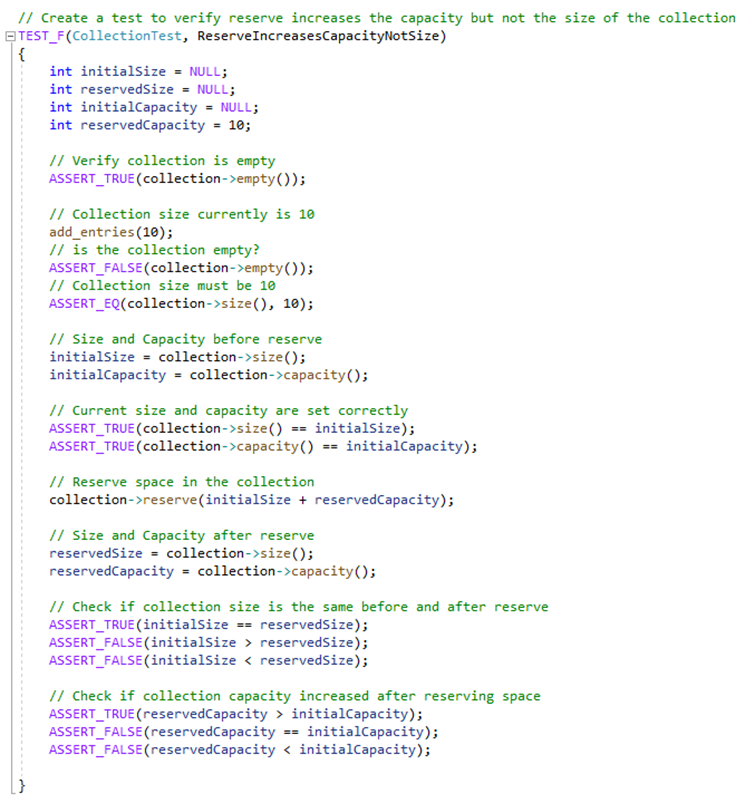 // Create a test to verify reserve increases the capacity but not the size of the collection
TEST_F(CollectionTest, ReserveIncreasesCapacityNotSize)
{
    int initialSize = NULL;
    int reservedSize = NULL;
    int initialCapacity = NULL;
    int reservedCapacity = 10;

    // Verify collection is empty
    ASSERT_TRUE(collection->empty());

    // Collection size currently is 10
    add_entries(10);
    // is the collection empty?
    ASSERT_FALSE(collection->empty());
    // Collection size must be 10
    ASSERT_EQ(collection->size(), 10);

    // Size and Capacity before reserve
    initialSize = collection->size();
    initialCapacity = collection->capacity();

    // Current size and capacity are set correctly
    ASSERT_TRUE(collection->size() == initialSize);
    ASSERT_TRUE(collection->capacity() == initialCapacity);

    // Reserve space in the collection
    collection->reserve(initialSize + reservedCapacity);

    // Size and Capacity after reserve
    reservedSize = collection->size();
    reservedCapacity = collection->capacity();

    // Check if collection size is the same before and after reserve
    ASSERT_TRUE(initialSize == reservedSize);
    ASSERT_FALSE(initialSize > reservedSize);
    ASSERT_FALSE(initialSize < reservedSize);

    // Check if collection capacity increased after reserving space
    ASSERT_TRUE(reservedCapacity > initialCapacity);
    ASSERT_FALSE(reservedCapacity == initialCapacity);
    ASSERT_FALSE(reservedCapacity < initialCapacity);

}